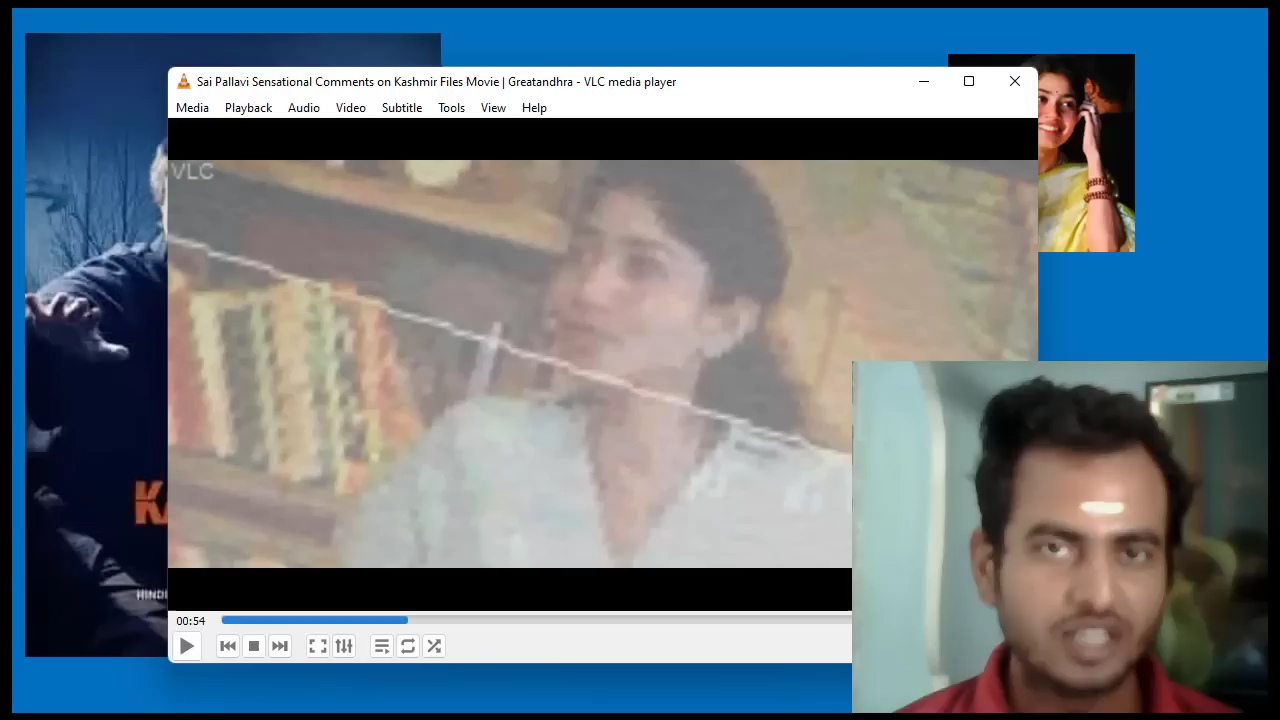 Sai Pallavi Sensational Comments on Kashmir Files Movie | Greatandhra - VLC media player
Media Playback Audio Video Subtitle Tools View Help
VLC
00:54